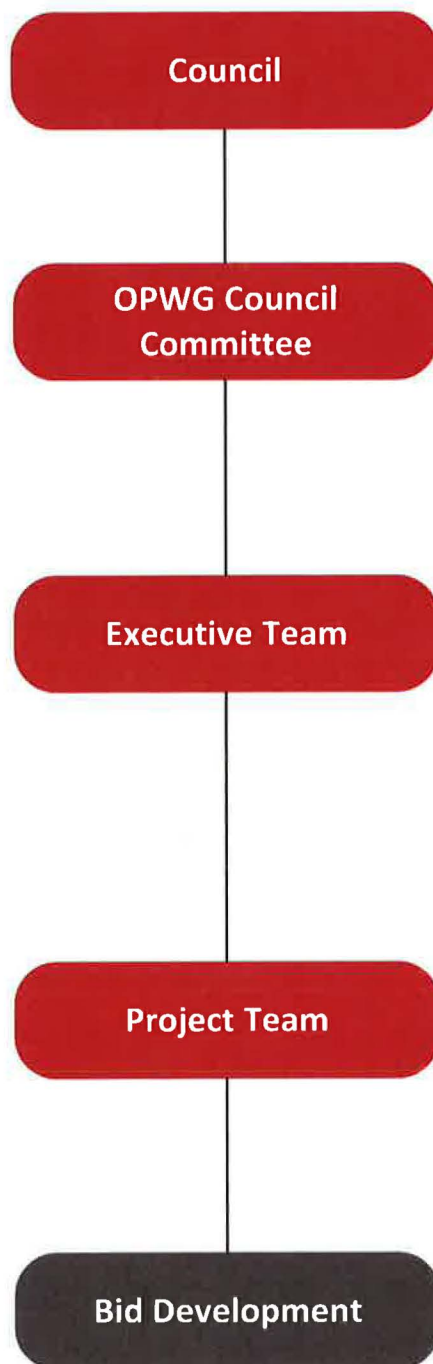 Council
OPWG Council
Committee
Executive Team
Project Team
Bid Development